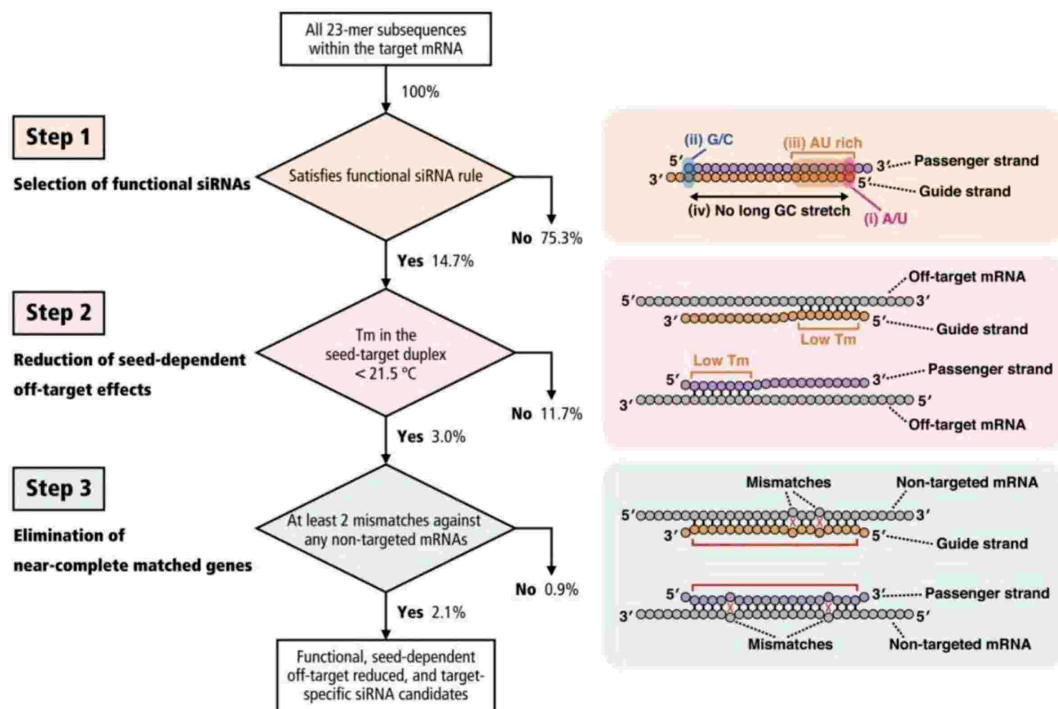 All 23-mer subsequences
within the target mRNA
100%
Step 1
Selection of functional siRNAs
Satisfies functional siRNA rule
No 75.3%
Yes 14.7%
(ii) G/C
(iii) AU rich
5′
3′
Passenger strand
3′
5′
Guide strand
(iv) No long GC stretch
(i) A/U
Step 2
Reduction of seed-dependent
off-target effects
Tm in the
seed-target duplex
< 21.5 ºC
No 11.7%
Yes 3.0%
Off-target mRNA
5′
3′
3′
5′
Guide strand
Low Tm
Low Tm
Passenger strand
5′
3′
3′
5′
Off-target mRNA
Step 3
Elimination of
near-complete matched genes
At least 2 mismatches against
any non-targeted mRNAs
No 0.9%
Yes 2.1%
Mismatches
Non-targeted mRNA
5′
3′
X X
3′
5′
Guide strand
5′
3′
Passenger strand
X X
3′
5′
Mismatches
Non-targeted mRNA
Functional, seed-dependent
off-target reduced, and target-
specific siRNA candidates